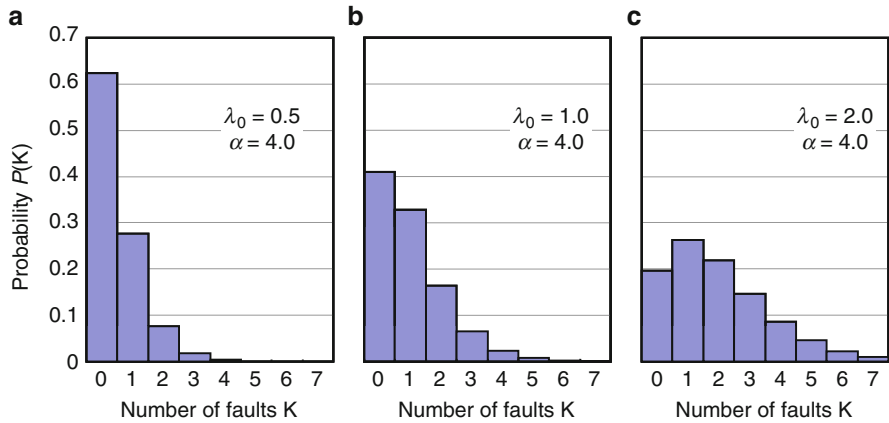 a
b
c
Probability P(K)
0.7
0.6
0.5
0.4
0.3
0.2
0.1
0
λ0 = 0.5
α = 4.0
λ0 = 1.0
α = 4.0
λ0 = 2.0
α = 4.0
0 1 2 3 4 5 6 7
0 1 2 3 4 5 6 7
0 1 2 3 4 5 6 7
Number of faults K
Number of faults K
Number of faults K